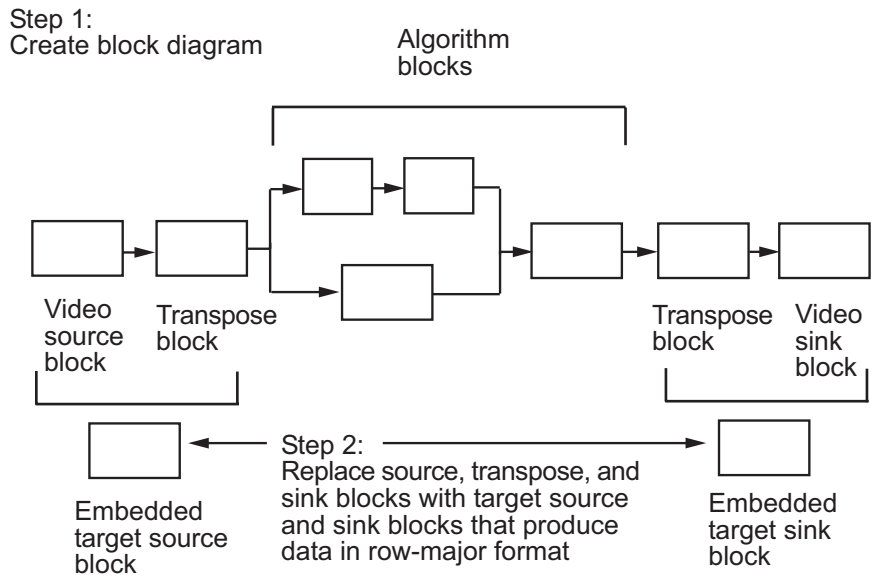 Step 1:
Create block diagram
Algorithm
blocks
Video
source
block
Transpose
block
Transpose
block
Video
sink
block
Step 2:
Replace source, transpose, and
sink blocks with target source
and sink blocks that produce
data in row-major format
Embedded
target source
block
Embedded
target sink
block